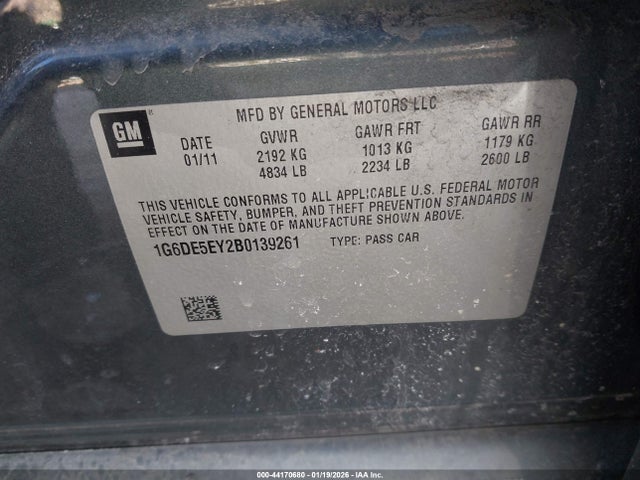 GM
MFD BY GENERAL MOTORS LLC
DATE GVWR GAWR FRT GAWR RR
01/11 2192 KG 1013 KG 1179 KG
4834 LB 2234 LB 2600 LB
THIS VEHICLE CONFORMS TO ALL APPLICABLE U.S. FEDERAL MOTOR
VEHICLE SAFETY, BUMPER, AND THEFT PREVENTION STANDARDS IN
EFFECT ON THE DATE OF MANUFACTURE SHOWN ABOVE.
1G6DE5EY2B0139261 TYPE: PASS CAR
000-44170680 - 01/19/2026 - IAA Inc.